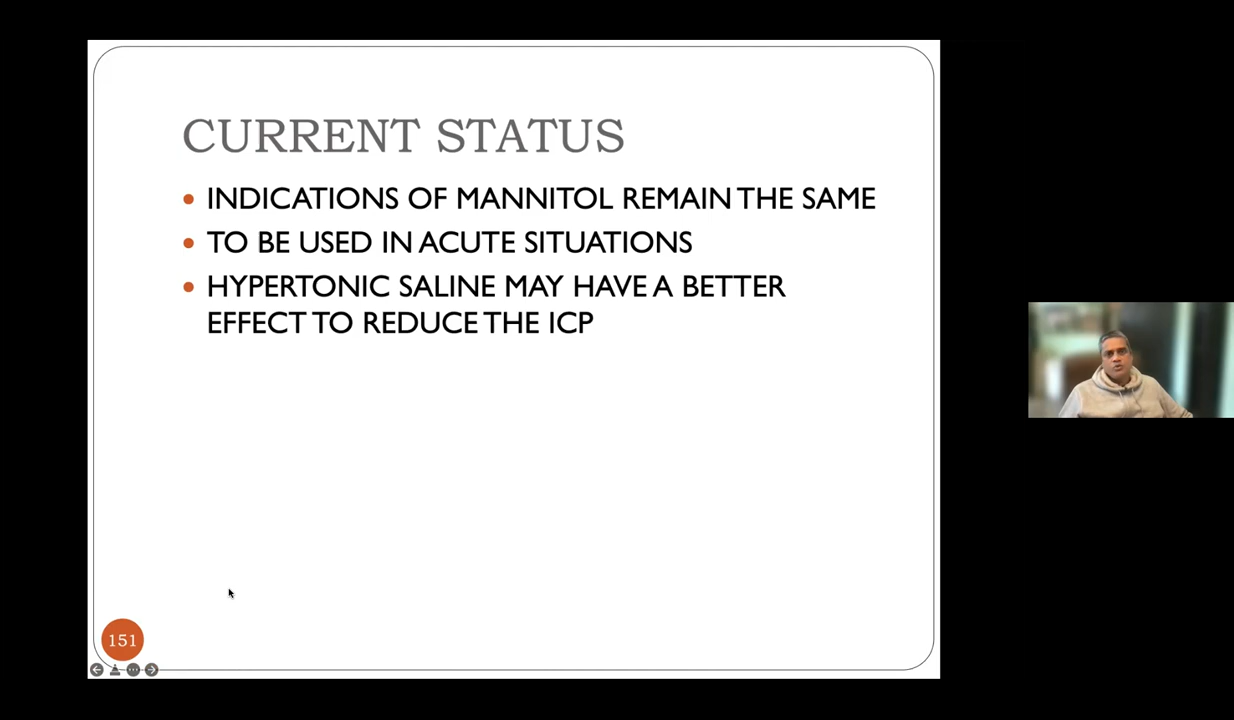 CURRENT STATUS
• INDICATIONS OF MANNITOL REMAIN THE SAME
• TO BE USED IN ACUTE SITUATIONS
• HYPERTONIC SALINE MAY HAVE A BETTER
EFFECT TO REDUCE THE ICP
151